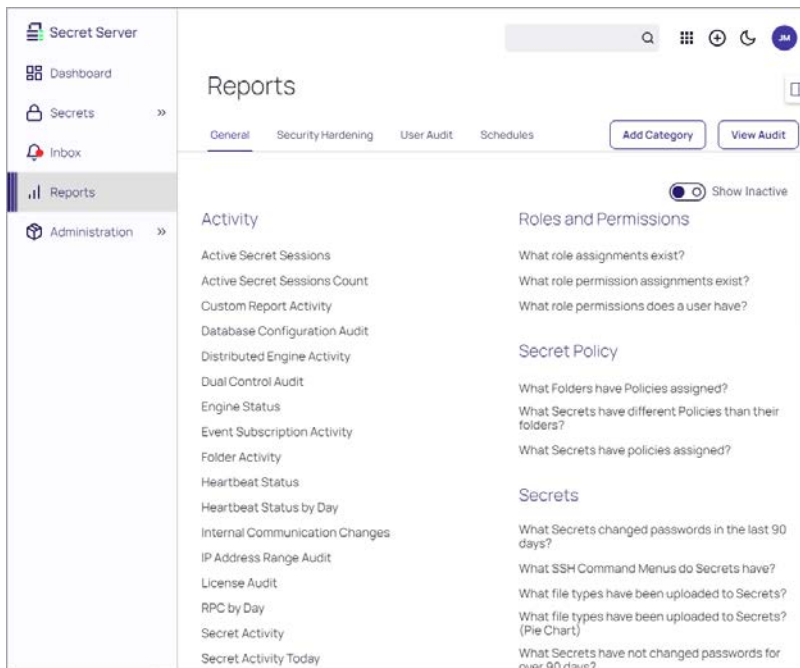 Secret Server
Dashboard
Secrets
Inbox
Reports
Administration
JM
Reports
General Security Hardening User Audit Schedules Add Category View Audit
Show Inactive
Activity
Active Secret Sessions
Active Secret Sessions Count
Custom Report Activity
Database Configuration Audit
Distributed Engine Activity
Dual Control Audit
Engine Status
Event Subscription Activity
Folder Activity
Heartbeat Status
Heartbeat Status by Day
Internal Communication Changes
IP Address Range Audit
License Audit
RPC by Day
Secret Activity
Secret Activity Today
Roles and Permissions
What role assignments exist?
What role permission assignments exist?
What role permissions does a user have?
Secret Policy
What Folders have Policies assigned?
What Secrets have different Policies than their
folders?
What Secrets have policies assigned?
Secrets
What Secrets changed passwords in the last 90
days?
What SSH Command Menus do Secrets have?
What file types have been uploaded to Secrets?
What file types have been uploaded to Secrets?
(Pie Chart)
What Secrets have not changed passwords for
over 90 days?